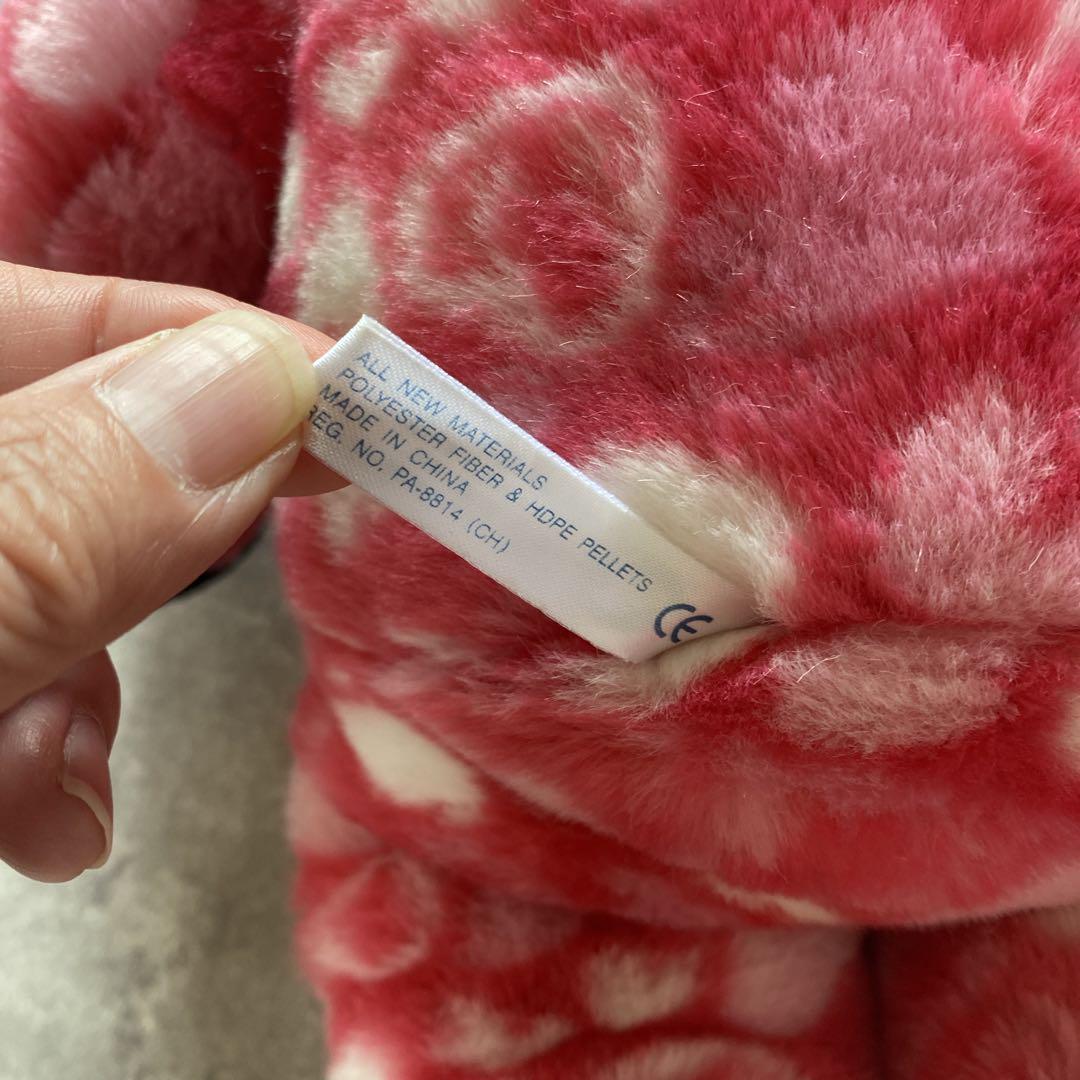 ALL NEW MATERIALS
POLYESTER FIBER & HDPE PELLETS
MADE IN CHINA
REG. NO. PA-8814 (CH)
CE